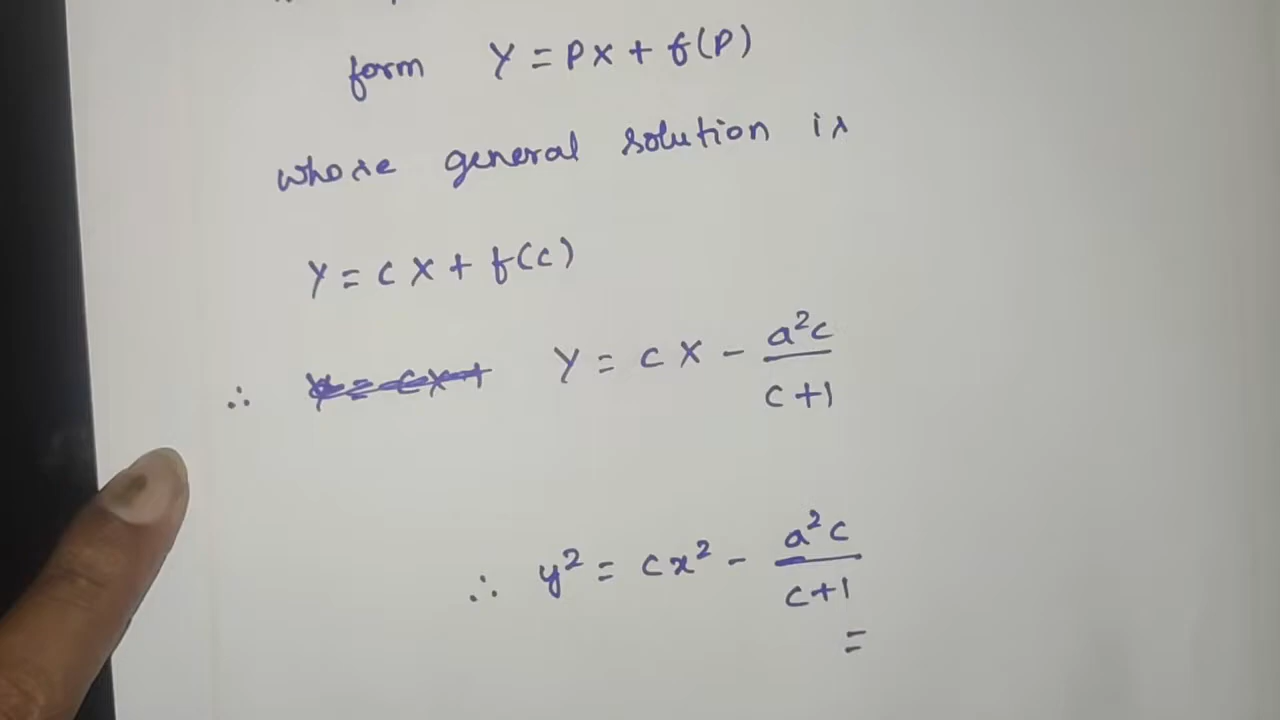 form Y = PX + f(P)
whose general solution is
Y = cX + f(c)
∴ Y = cX - a²c/(c+1)
∴ y² = cx² - a²c/(c+1)
=